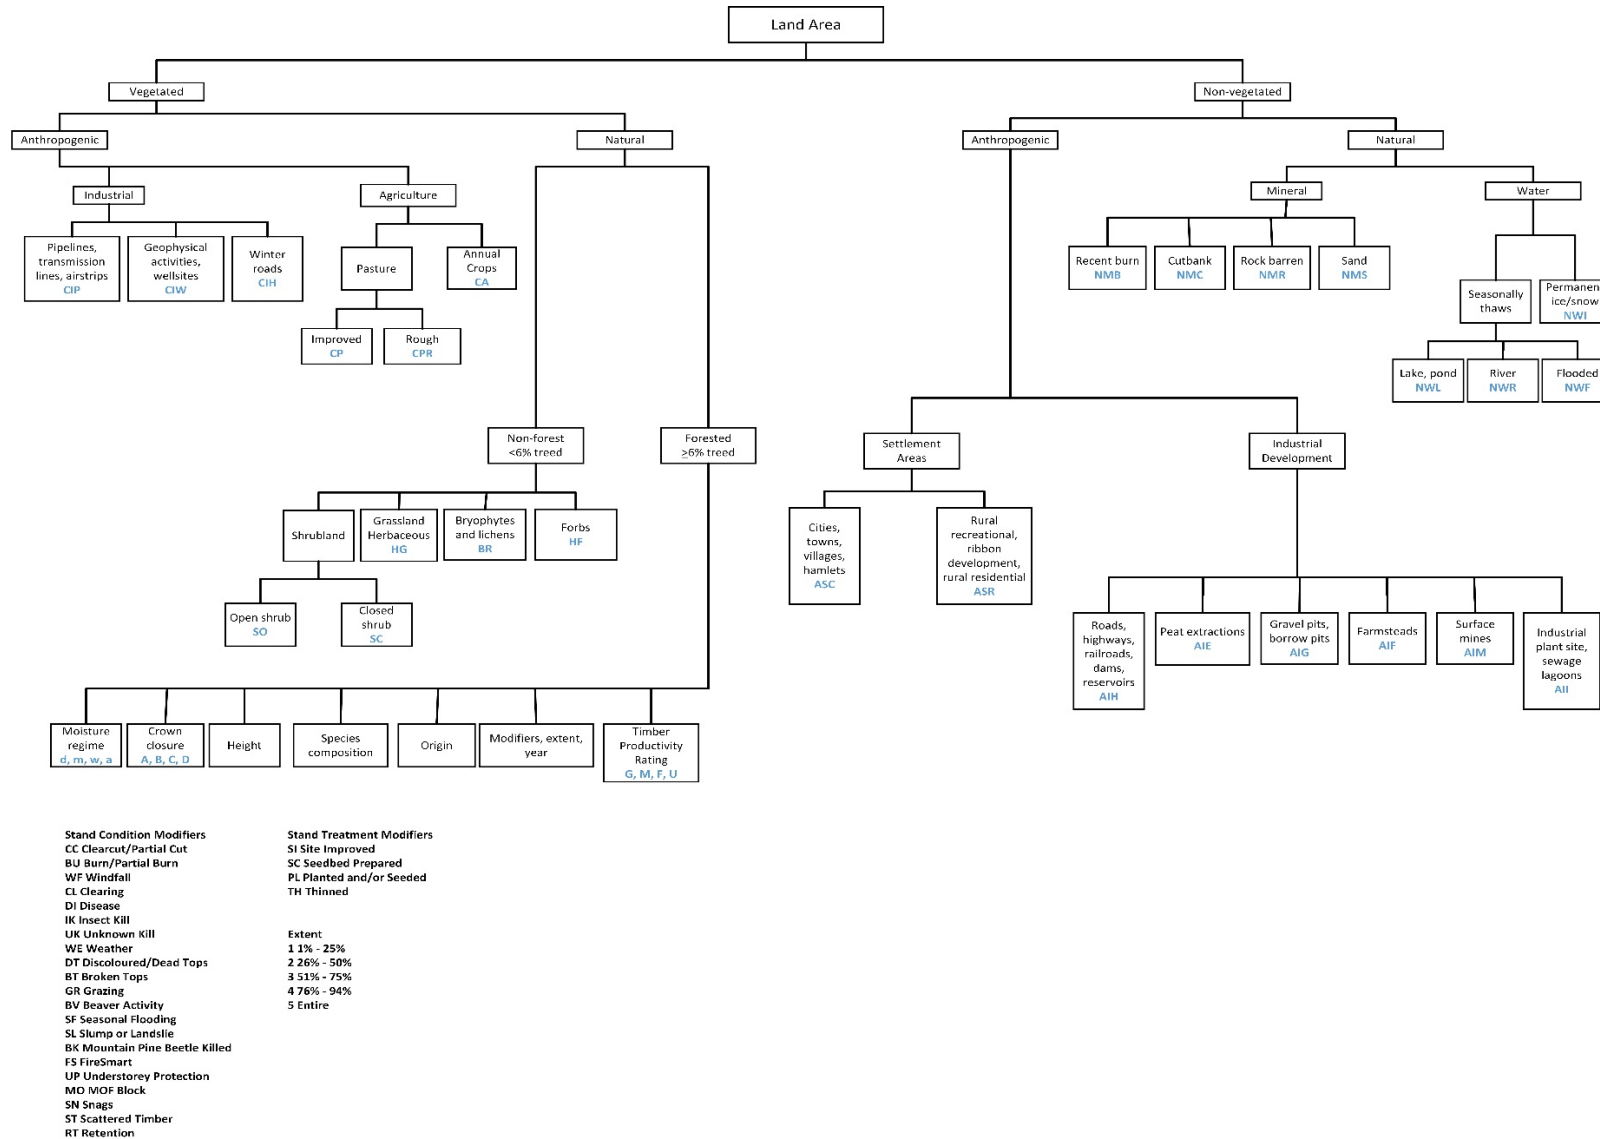 Land Area
Vegetated
Non-vegetated
Anthropogenic
Natural
Anthropogenic
Natural
Industrial
Agriculture
Mineral
Water
Pipelines,
transmission
lines, airstrips
CIP
Geophysical
activities,
wellsites
CIW
Winter
roads
CIH
Pasture
Annual
Crops
CA
Improved
CP
Rough
CPR
Recent burn
NMB
Cutbank
NMC
Rock barren
NMR
Sand
NMS
Seasonally
thaws
Permanen
ice/snow
NWI
Lake, pond
NWL
River
NWR
Flooded
NWF
Non-forest
<6% treed
Forested
≥6% treed
Settlement
Areas
Industrial
Development
Shrubland
Grassland
Herbaceous
HG
Bryophytes
and lichens
BR
Forbs
HF
Open shrub
SO
Closed
shrub
SC
Cities,
towns,
villages,
hamlets
ASC
Rural
recreational,
ribbon
development,
rural residential
ASR
Roads,
highways,
railroads,
dams,
reservoirs
AIH
Peat extractions
AIE
Gravel pits,
borrow pits
AIG
Farmsteads
AIF
Surface
mines
AIM
Industrial
plant site,
sewage
lagoons
AII
Moisture
regime
d, m, w, a
Crown
closure
A, B, C, D
Height
Species
composition
Origin
Modifiers, extent,
year
Timber
Productivity
Rating
G, M, F, U
Stand Condition Modifiers
CC Clearcut/Partial Cut
BU Burn/Partial Burn
WF Windfall
CL Clearing
DI Disease
IK Insect Kill
UK Unknown Kill
WE Weather
DT Discoloured/Dead Tops
BT Broken Tops
GR Grazing
BV Beaver Activity
SF Seasonal Flooding
SL Slump or Landslie
BK Mountain Pine Beetle Killed
FS FireSmart
UP Understorey Protection
MO MOF Block
SN Snags
ST Scattered Timber
RT Retention
Stand Treatment Modifiers
SI Site Improved
SC Seedbed Prepared
PL Planted and/or Seeded
TH Thinned
Extent
1 1% - 25%
2 26% - 50%
3 51% - 75%
4 76% - 94%
5 Entire